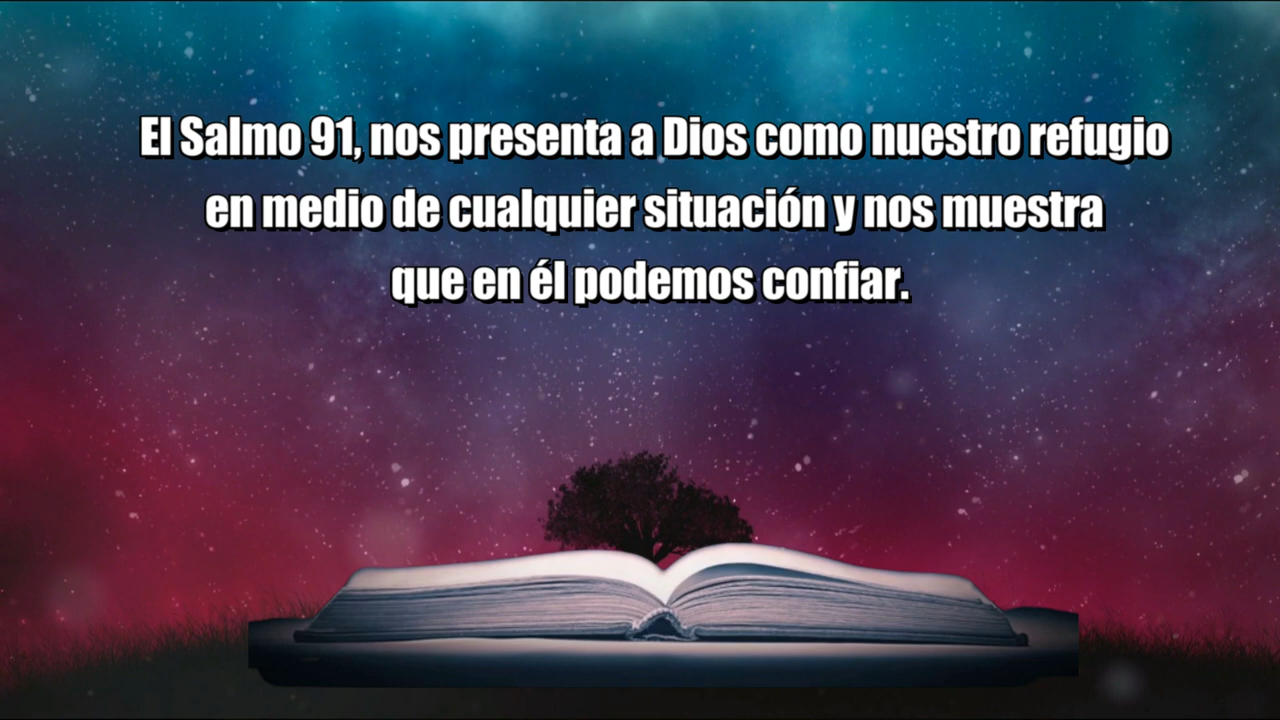 El Salmo 91, nos presenta a Dios como nuestro refugio
en medio de cualquier situación y nos muestra
que en él podemos confiar.